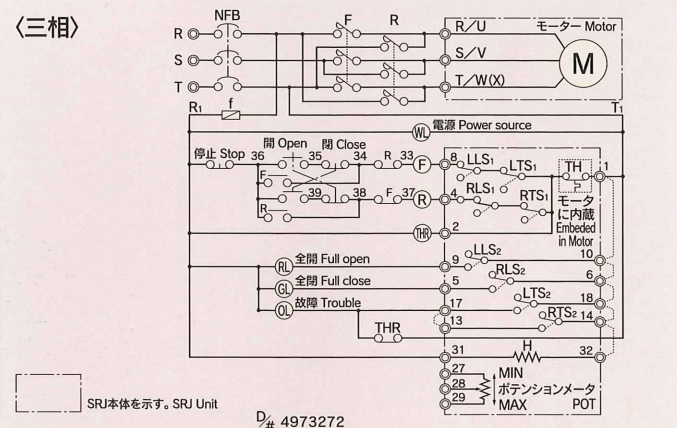 〈三相〉
NFB
F
R
R/U
モーター Motor
R
S
S/V
M
T
T/W(X)
R1
f
T1
WL
電源 Power source
開 Open
閉 Close
停止 Stop
36
35
34
R
33
F
8
LLS1
LTS1
TH
1
F
39
38
F
37
R
4
RLS1
RTS1
モータ
に内蔵
Embeded
in Motor
R
THR
2
RL
全開 Full open
9
LLS2
10
GL
全閉 Full close
5
RLS2
6
OL
故障 Trouble
17
LTS2
18
13
RTS2
14
THR
31
H
32
27
MIN
28
ポテンションメータ
29
MAX
POT
SRJ本体を示す。SRJ Unit
D/# 4973272